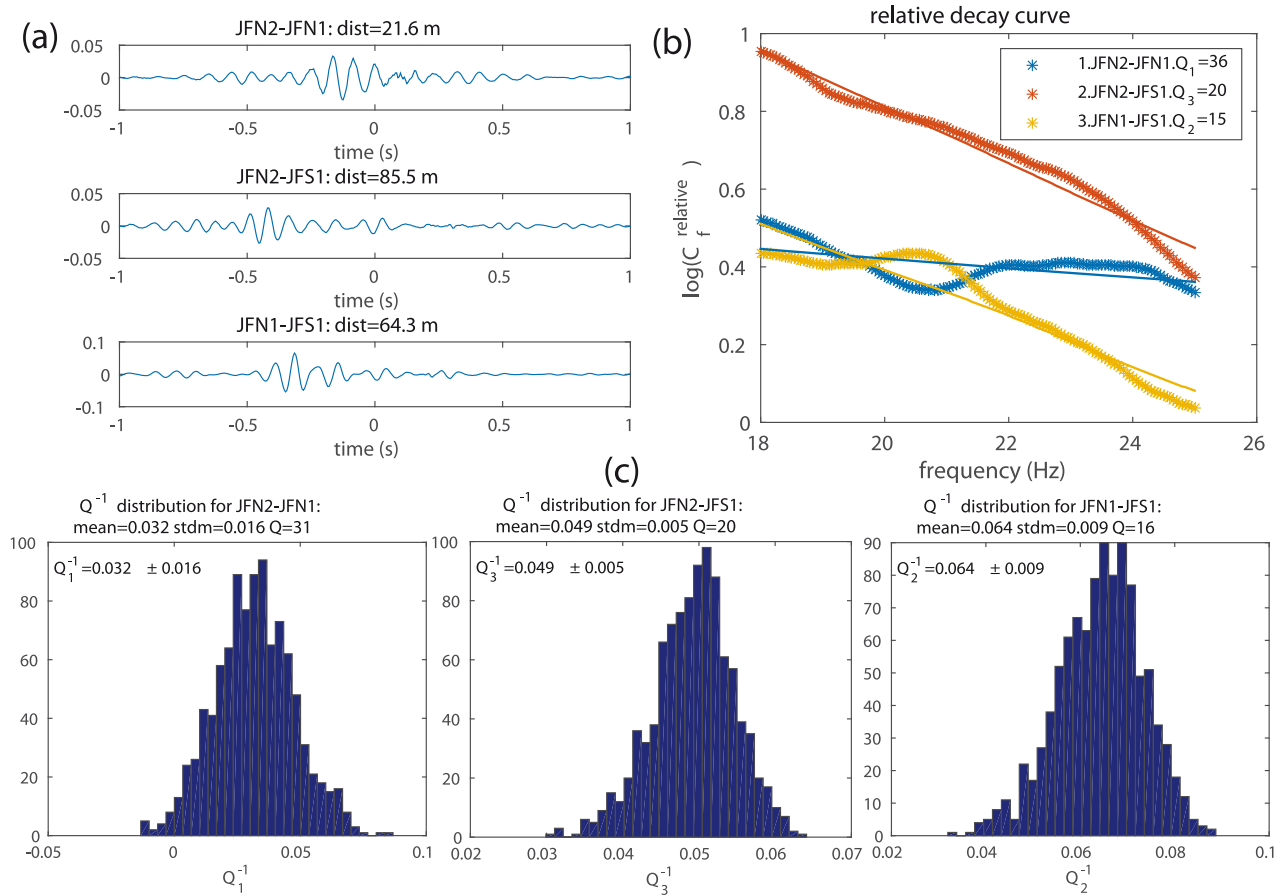 (a)
JFN2-JFN1: dist=21.6 m
0.05
0
-0.05
-1 -0.5 0 0.5 1
time (s)
JFN2-JFS1: dist=85.5 m
0.05
0
-0.05
-1 -0.5 0 0.5 1
time (s)
JFN1-JFS1: dist=64.3 m
0.1
0
-0.1
-1 -0.5 0 0.5 1
time (s)
(b)
relative decay curve
1
0.8
0.6
0.4
0.2
0
log(C_f^relative)
1.JFN2-JFN1.Q_1=36
2.JFN2-JFS1.Q_3=20
3.JFN1-JFS1.Q_2=15
18 20 22 24 26
frequency (Hz)
(c)
Q^-1 distribution for JFN2-JFN1:
mean=0.032 stdm=0.016 Q=31
Q_1^-1=0.032 ± 0.016
100
80
60
40
20
0
-0.05 0 0.05 0.1
Q_1^-1
Q^-1 distribution for JFN2-JFS1:
mean=0.049 stdm=0.005 Q=20
Q_3^-1=0.049 ± 0.005
100
80
60
40
20
0
0.02 0.03 0.04 0.05 0.06 0.07
Q_3^-1
Q^-1 distribution for JFN1-JFS1:
mean=0.064 stdm=0.009 Q=16
Q_2^-1=0.064 ± 0.009
90
80
70
60
50
40
30
20
10
0
0.02 0.04 0.06 0.08 0.1
Q_2^-1